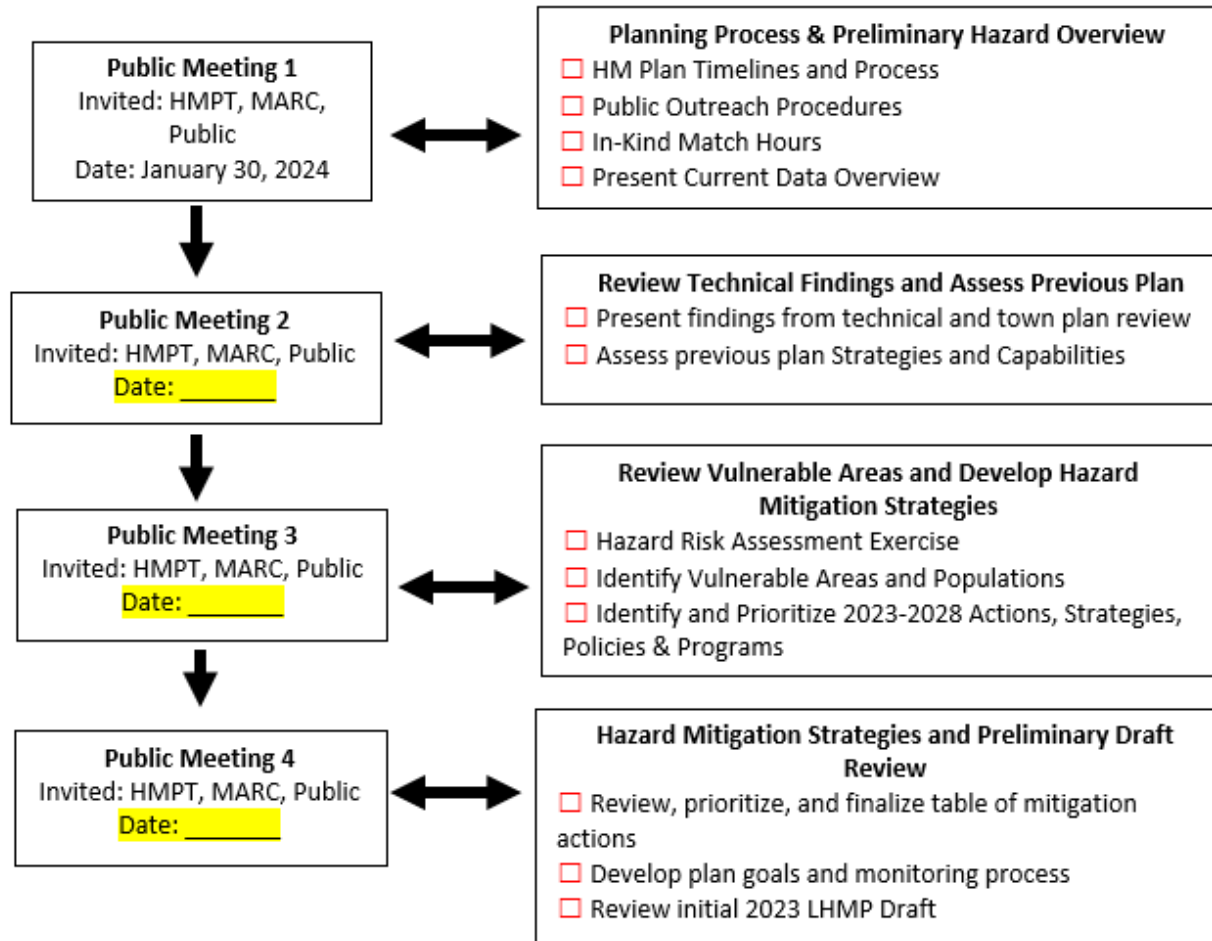 Public Meeting 1
Invited: HMPT, MARC,
Public
Date: January 30, 2024
Planning Process & Preliminary Hazard Overview
☐ HM Plan Timelines and Process
☐ Public Outreach Procedures
☐ In-Kind Match Hours
☐ Present Current Data Overview
Public Meeting 2
Invited: HMPT, MARC, Public
Date: _______
Review Technical Findings and Assess Previous Plan
☐ Present findings from technical and town plan review
☐ Assess previous plan Strategies and Capabilities
Public Meeting 3
Invited: HMPT, MARC, Public
Date: _______
Review Vulnerable Areas and Develop Hazard
Mitigation Strategies
☐ Hazard Risk Assessment Exercise
☐ Identify Vulnerable Areas and Populations
☐ Identify and Prioritize 2023-2028 Actions, Strategies,
Policies & Programs
Public Meeting 4
Invited: HMPT, MARC, Public
Date: _______
Hazard Mitigation Strategies and Preliminary Draft
Review
☐ Review, prioritize, and finalize table of mitigation
actions
☐ Develop plan goals and monitoring process
☐ Review initial 2023 LHMP Draft